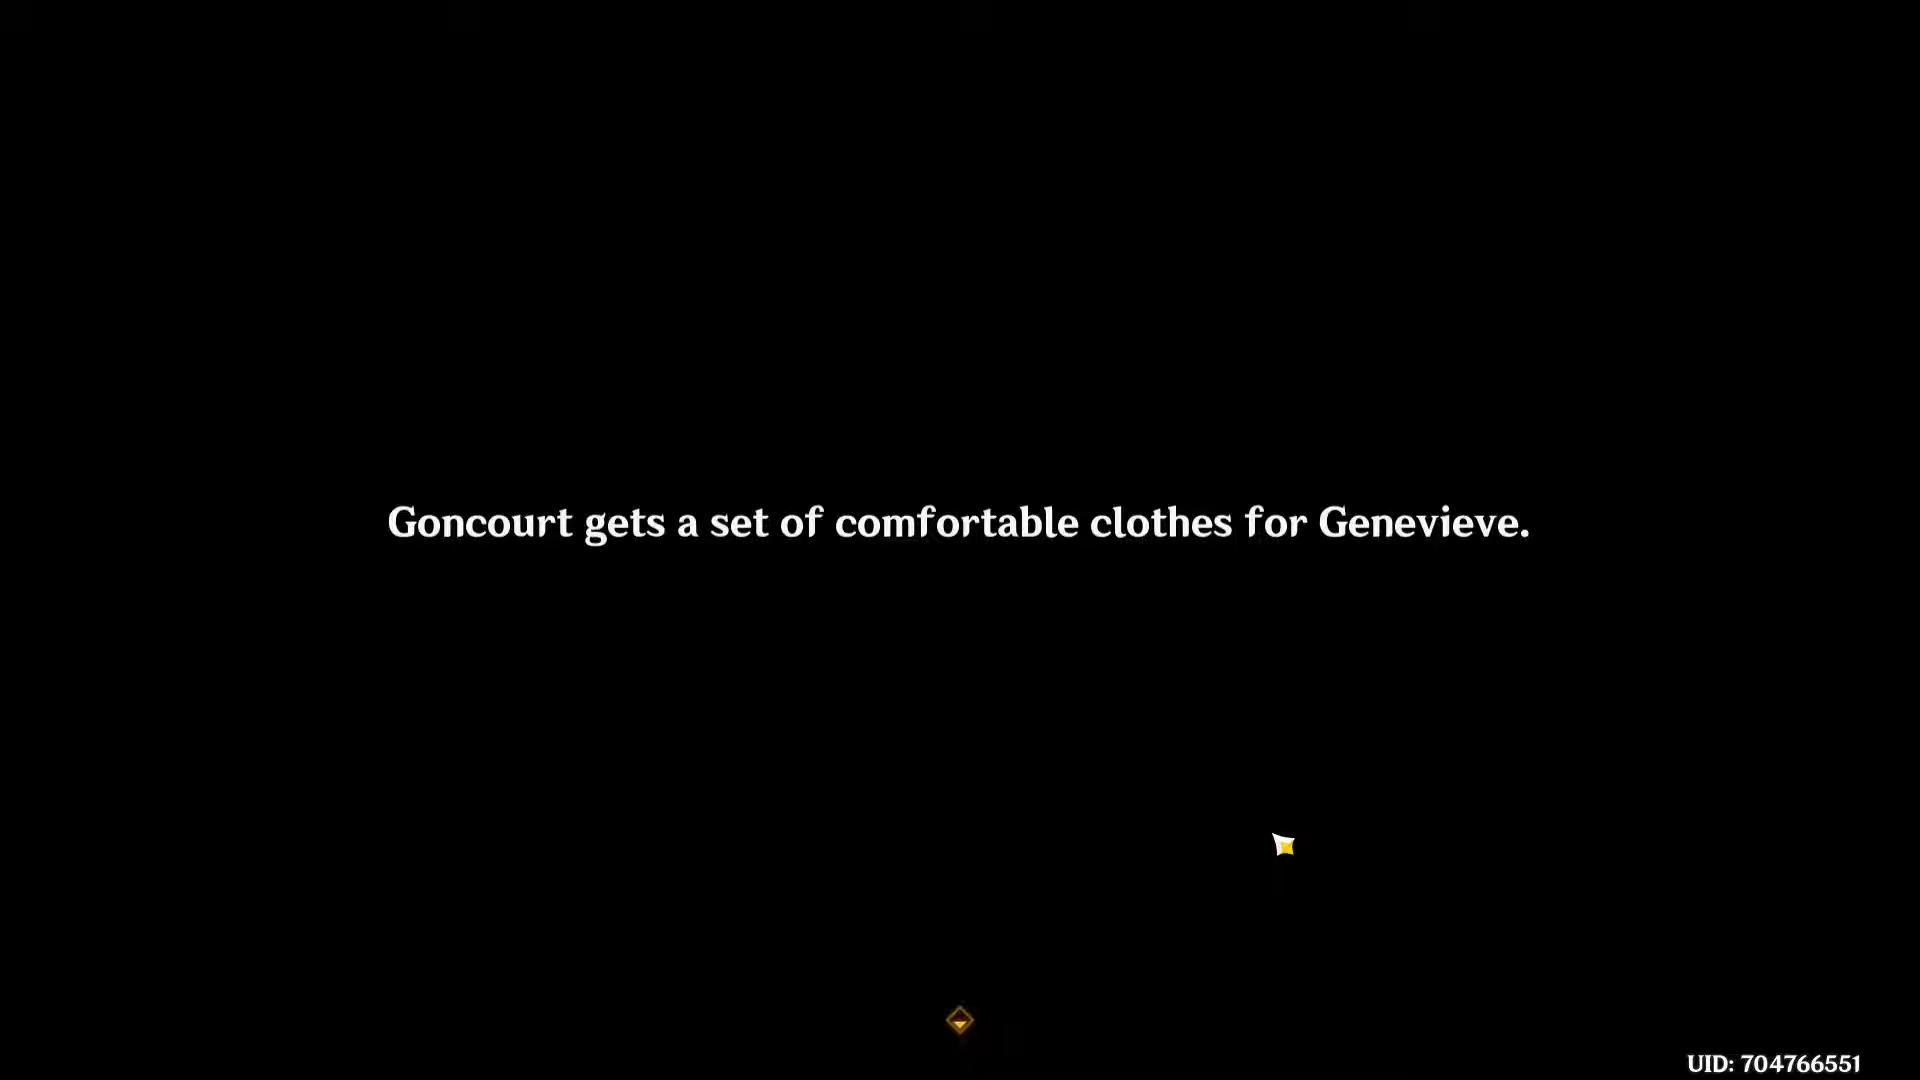 Goncourt gets a set of comfortable clothes for Genevieve.
UID: 704766551